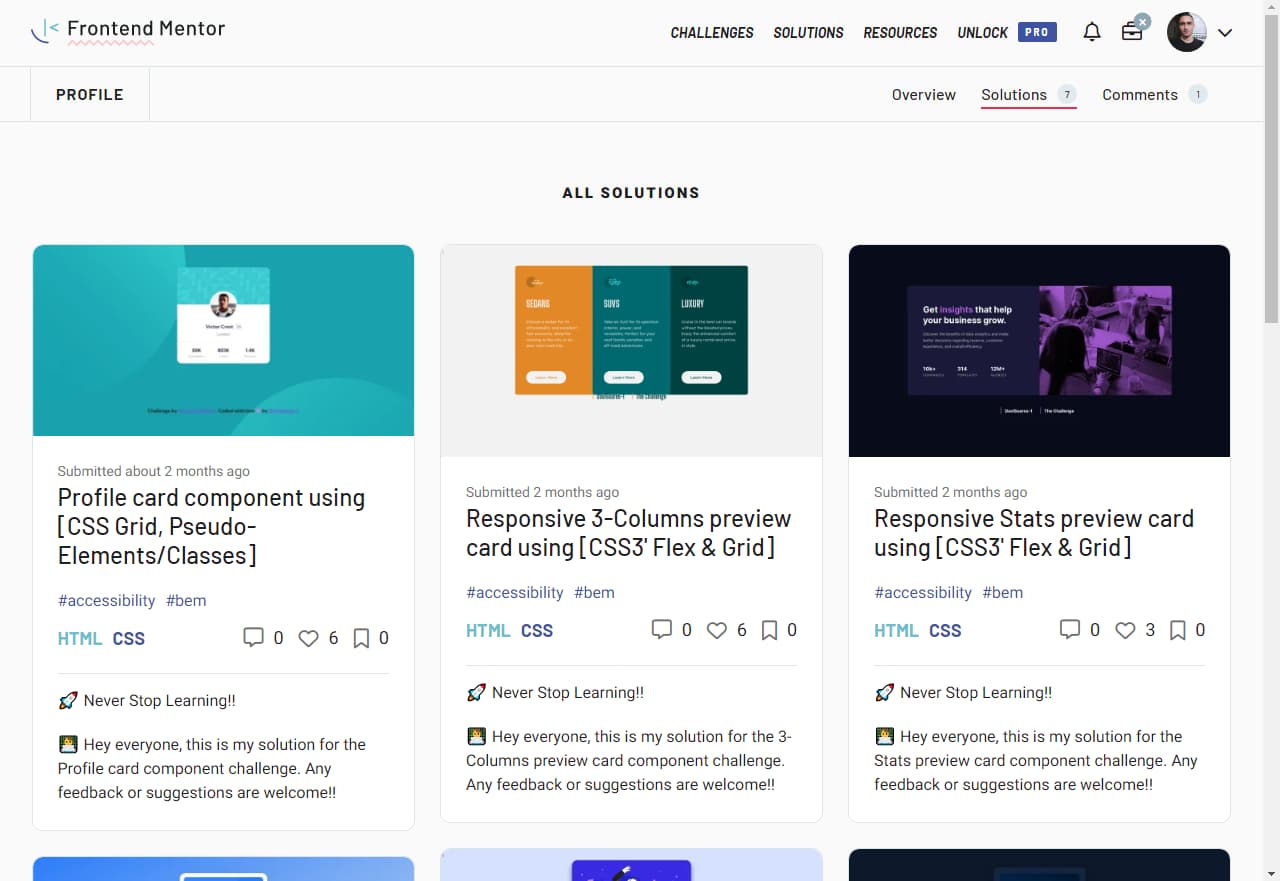 Frontend Mentor
CHALLENGES SOLUTIONS RESOURCES UNLOCK PRO
PROFILE
Overview Solutions 7 Comments 1
ALL SOLUTIONS
Victor Crest
80K 803K 1.4K
Challenge by
Coded with love
by
Submitted about 2 months ago
Profile card component using
[CSS Grid, Pseudo-
Elements/Classes]
#accessibility #bem
HTML CSS 0 6 0
🚀 Never Stop Learning!!
👨‍💻 Hey everyone, this is my solution for the
Profile card component challenge. Any
feedback or suggestions are welcome!!
SEDANS SUVS LUXURY
Learn More Learn More Learn More
The Challenge
Submitted 2 months ago
Responsive 3-Columns preview
card using [CSS3' Flex & Grid]
#accessibility #bem
HTML CSS 0 6 0
🚀 Never Stop Learning!!
👨‍💻 Hey everyone, this is my solution for the 3-
Columns preview card component challenge.
Any feedback or suggestions are welcome!!
Get insights that help
your business grow.
10k+ 314 12M+
The Challenge
Submitted 2 months ago
Responsive Stats preview card
using [CSS3' Flex & Grid]
#accessibility #bem
HTML CSS 0 3 0
🚀 Never Stop Learning!!
👨‍💻 Hey everyone, this is my solution for the
Stats preview card component challenge. Any
feedback or suggestions are welcome!!